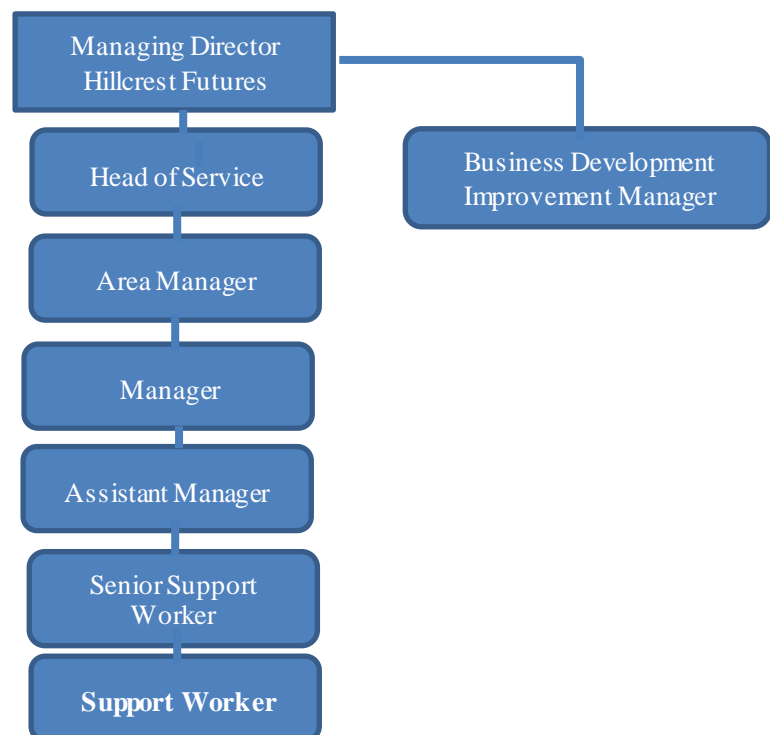 Managing Director
Hillcrest Futures
Head of Service
Business Development
Improvement Manager
Area Manager
Manager
Assistant Manager
Senior Support
Worker
Support Worker